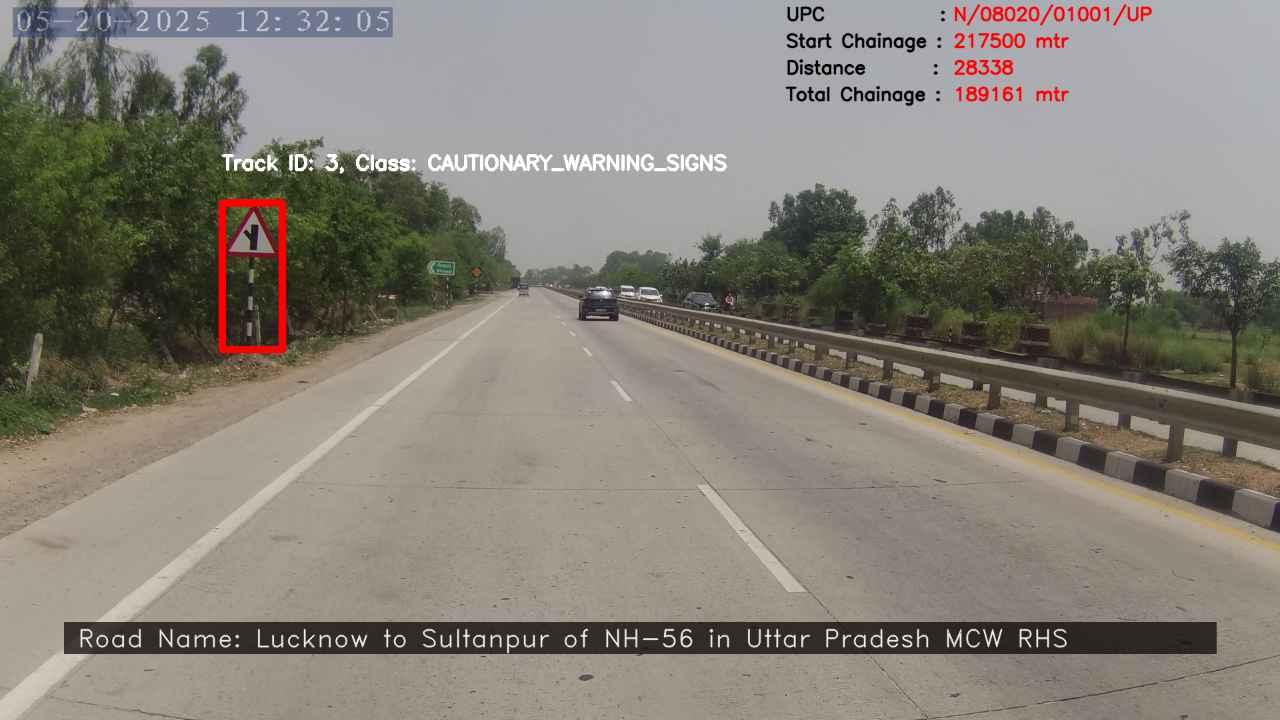 05-20-2025 12:32:05
UPC : N/08020/01001/UP
Start Chainage : 217500 mtr
Distance : 28338
Total Chainage : 189161 mtr
Track ID: 3, Class: CAUTIONARY_WARNING_SIGNS
Road Name: Lucknow to Sultanpur of NH-56 in Uttar Pradesh MCW RHS